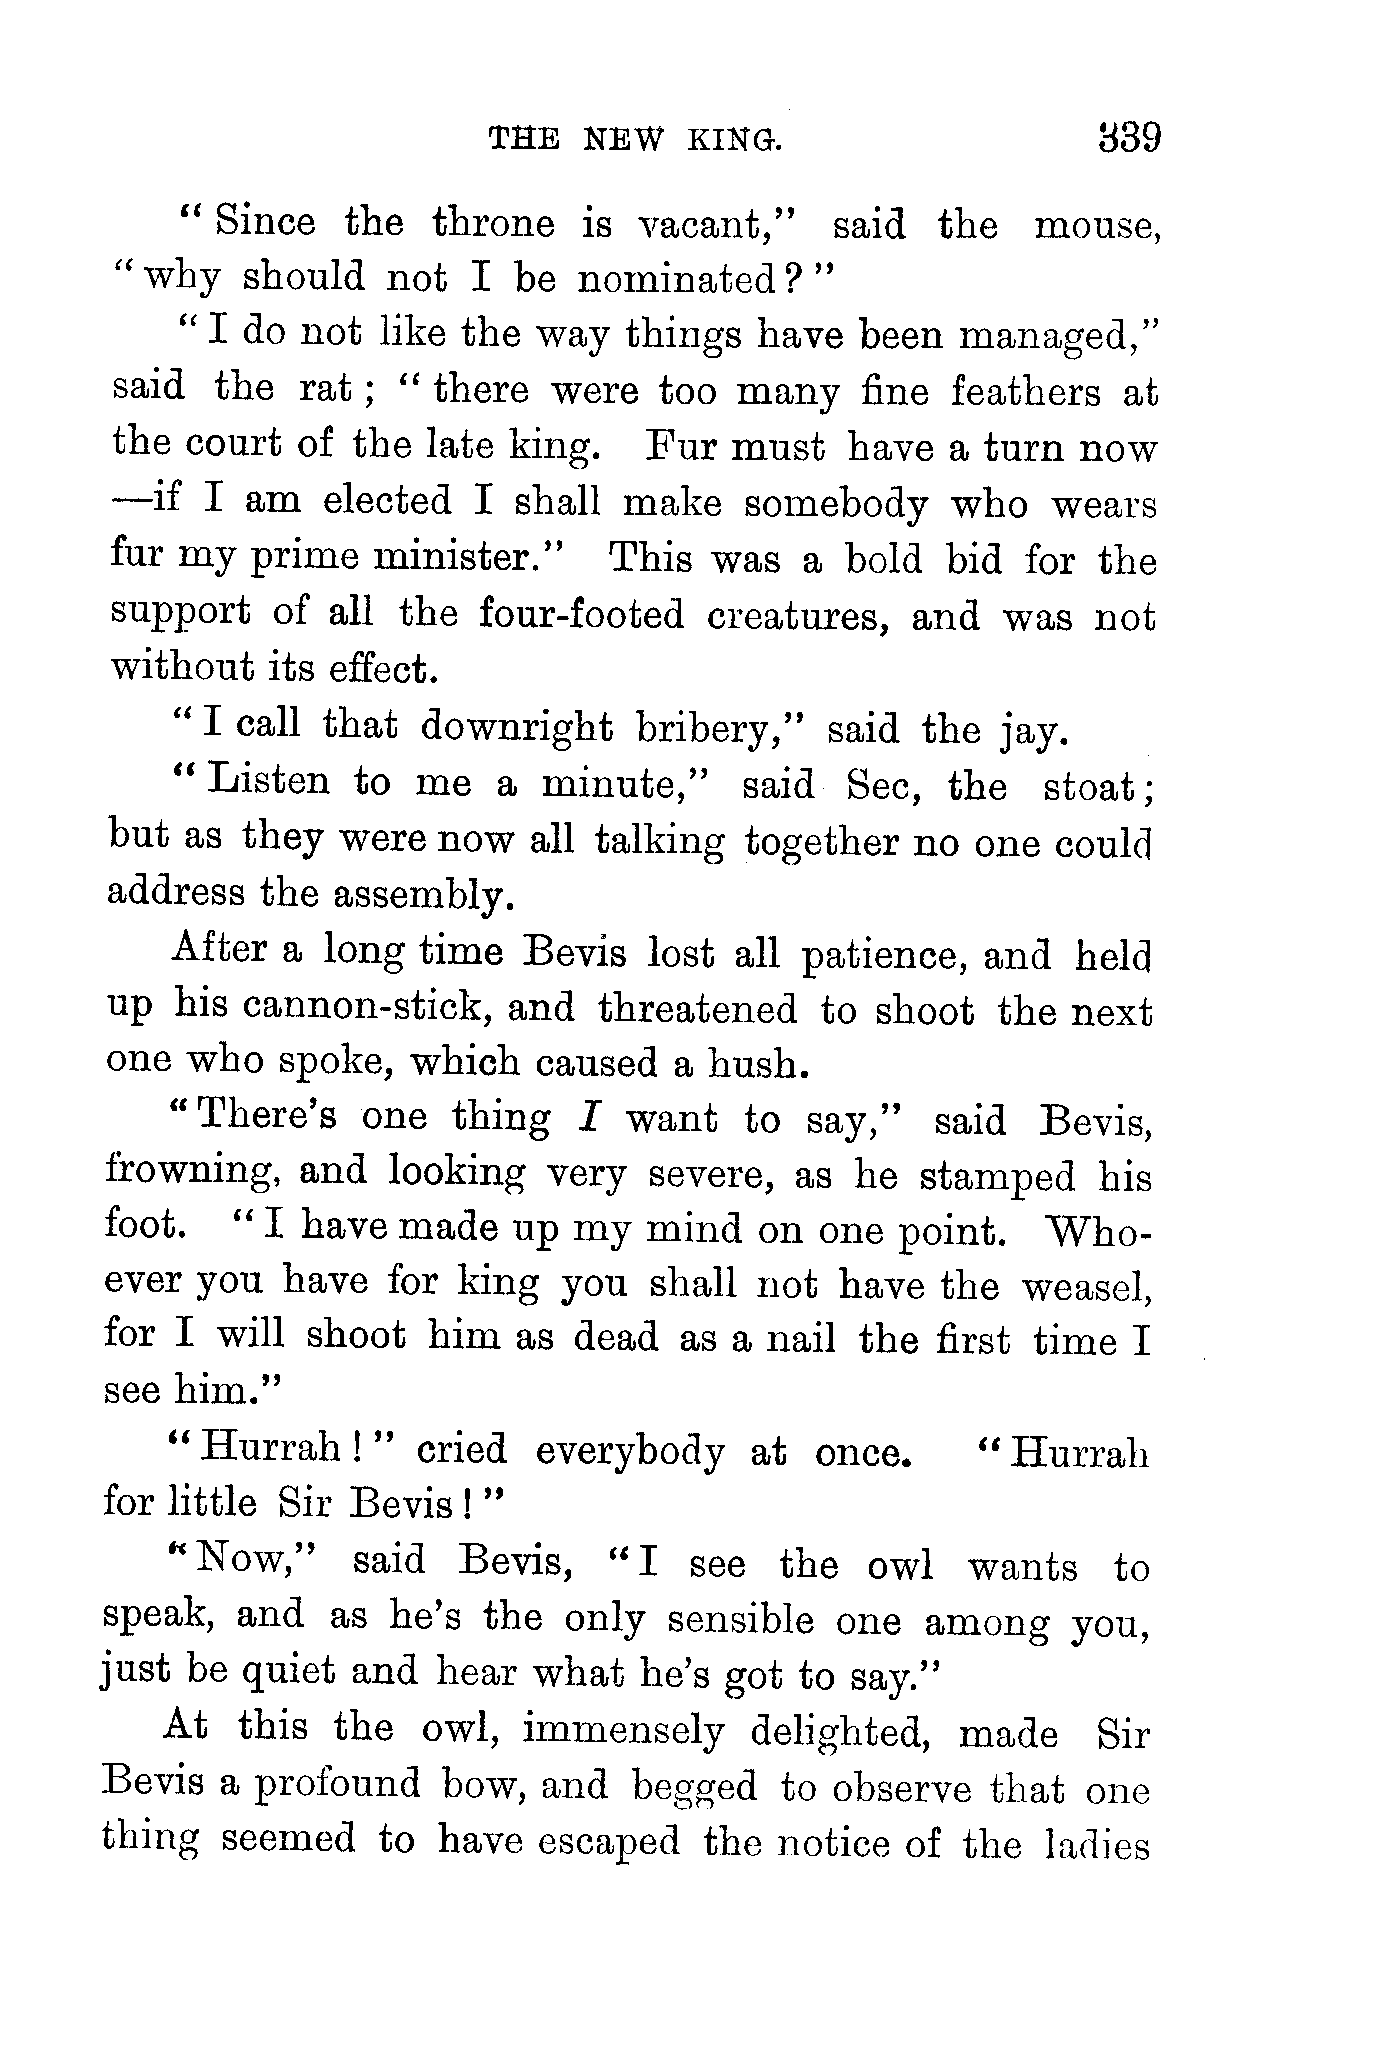 THE NEW KING. 339
“Since the throne is vacant,” said the mouse,
“why should not I be nominated?”
“I do not like the way things have been managed,”
said the rat; “there were too many fine feathers at
the court of the late king. Fur must have a turn now
—if I am elected I shall make somebody who wears
fur my prime minister.” This was a bold bid for the
support of all the four-footed creatures, and was not
without its effect.
“I call that downright bribery,” said the jay.
“Listen to me a minute,” said Sec, the stoat;
but as they were now all talking together no one could
address the assembly.
After a long time Bevis lost all patience, and held
up his cannon-stick, and threatened to shoot the next
one who spoke, which caused a hush.
“There’s one thing I want to say,” said Bevis,
frowning, and looking very severe, as he stamped his
foot. “I have made up my mind on one point. Who-
ever you have for king you shall not have the weasel,
for I will shoot him as dead as a nail the first time I
see him.”
“Hurrah!” cried everybody at once. “Hurrah
for little Sir Bevis!”
“Now,” said Bevis, “I see the owl wants to
speak, and as he’s the only sensible one among you,
just be quiet and hear what he’s got to say.”
At this the owl, immensely delighted, made Sir
Bevis a profound bow, and begged to observe that one
thing seemed to have escaped the notice of the ladies